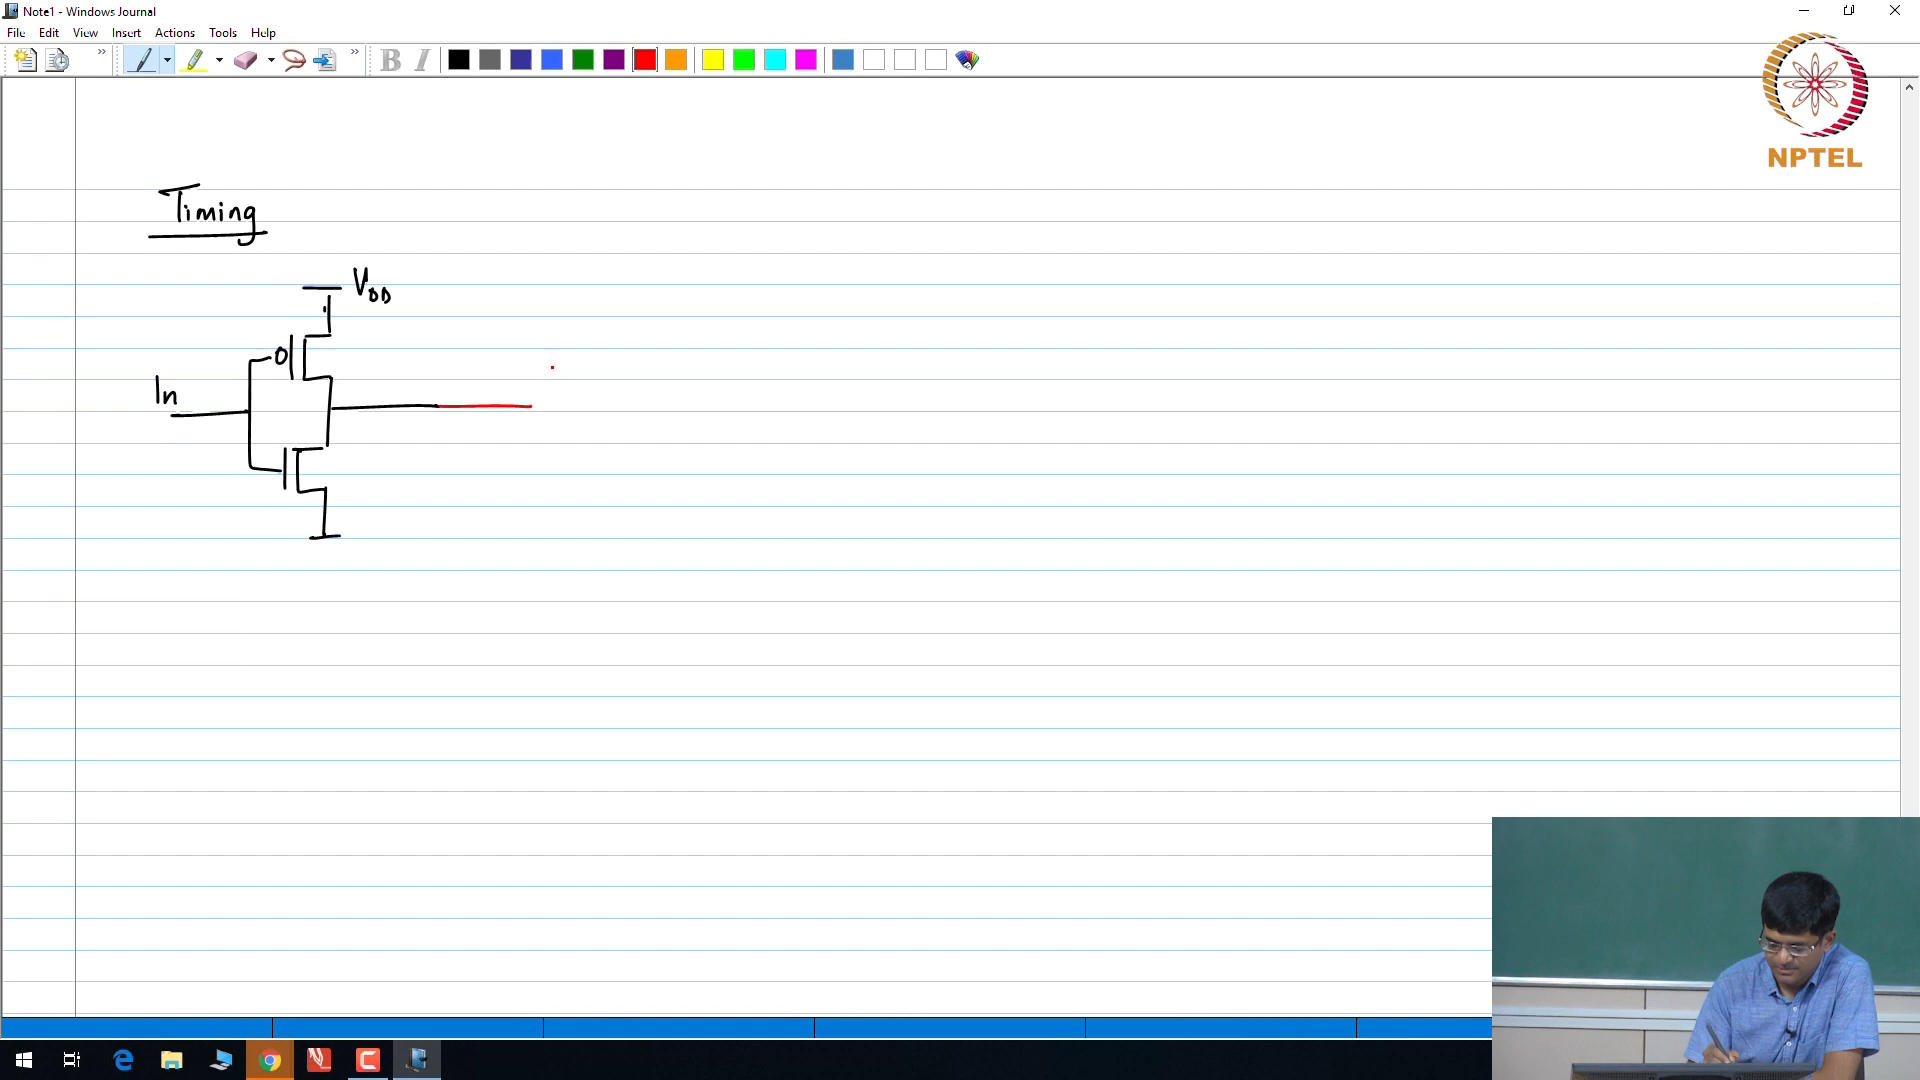 Note1 - Windows Journal
File Edit View Insert Actions Tools Help
B I
NPTEL
Timing
VDD
In